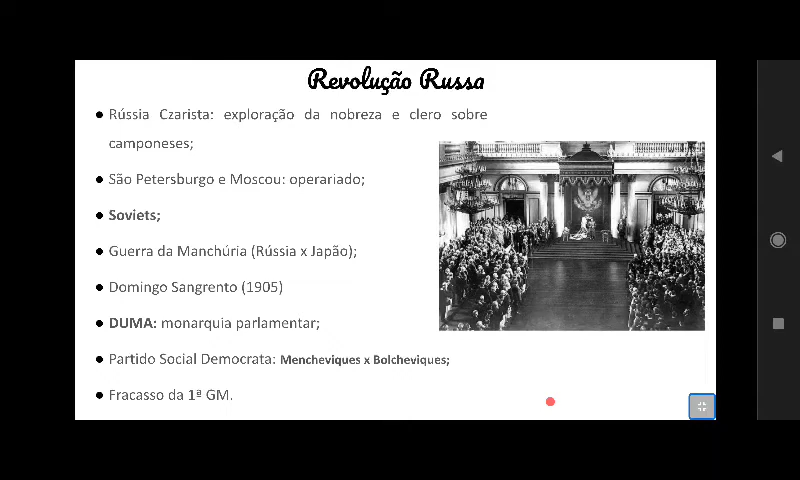 Revolução Russa
● Rússia Czarista: exploração da nobreza e clero sobre
camponeses;
● São Petersburgo e Moscou: operariado;
● Soviets;
● Guerra da Manchúria (Rússia x Japão);
● Domingo Sangrento (1905)
● DUMA: monarquia parlamentar;
● Partido Social Democrata: Mencheviques x Bolcheviques;
● Fracasso da 1ª GM.